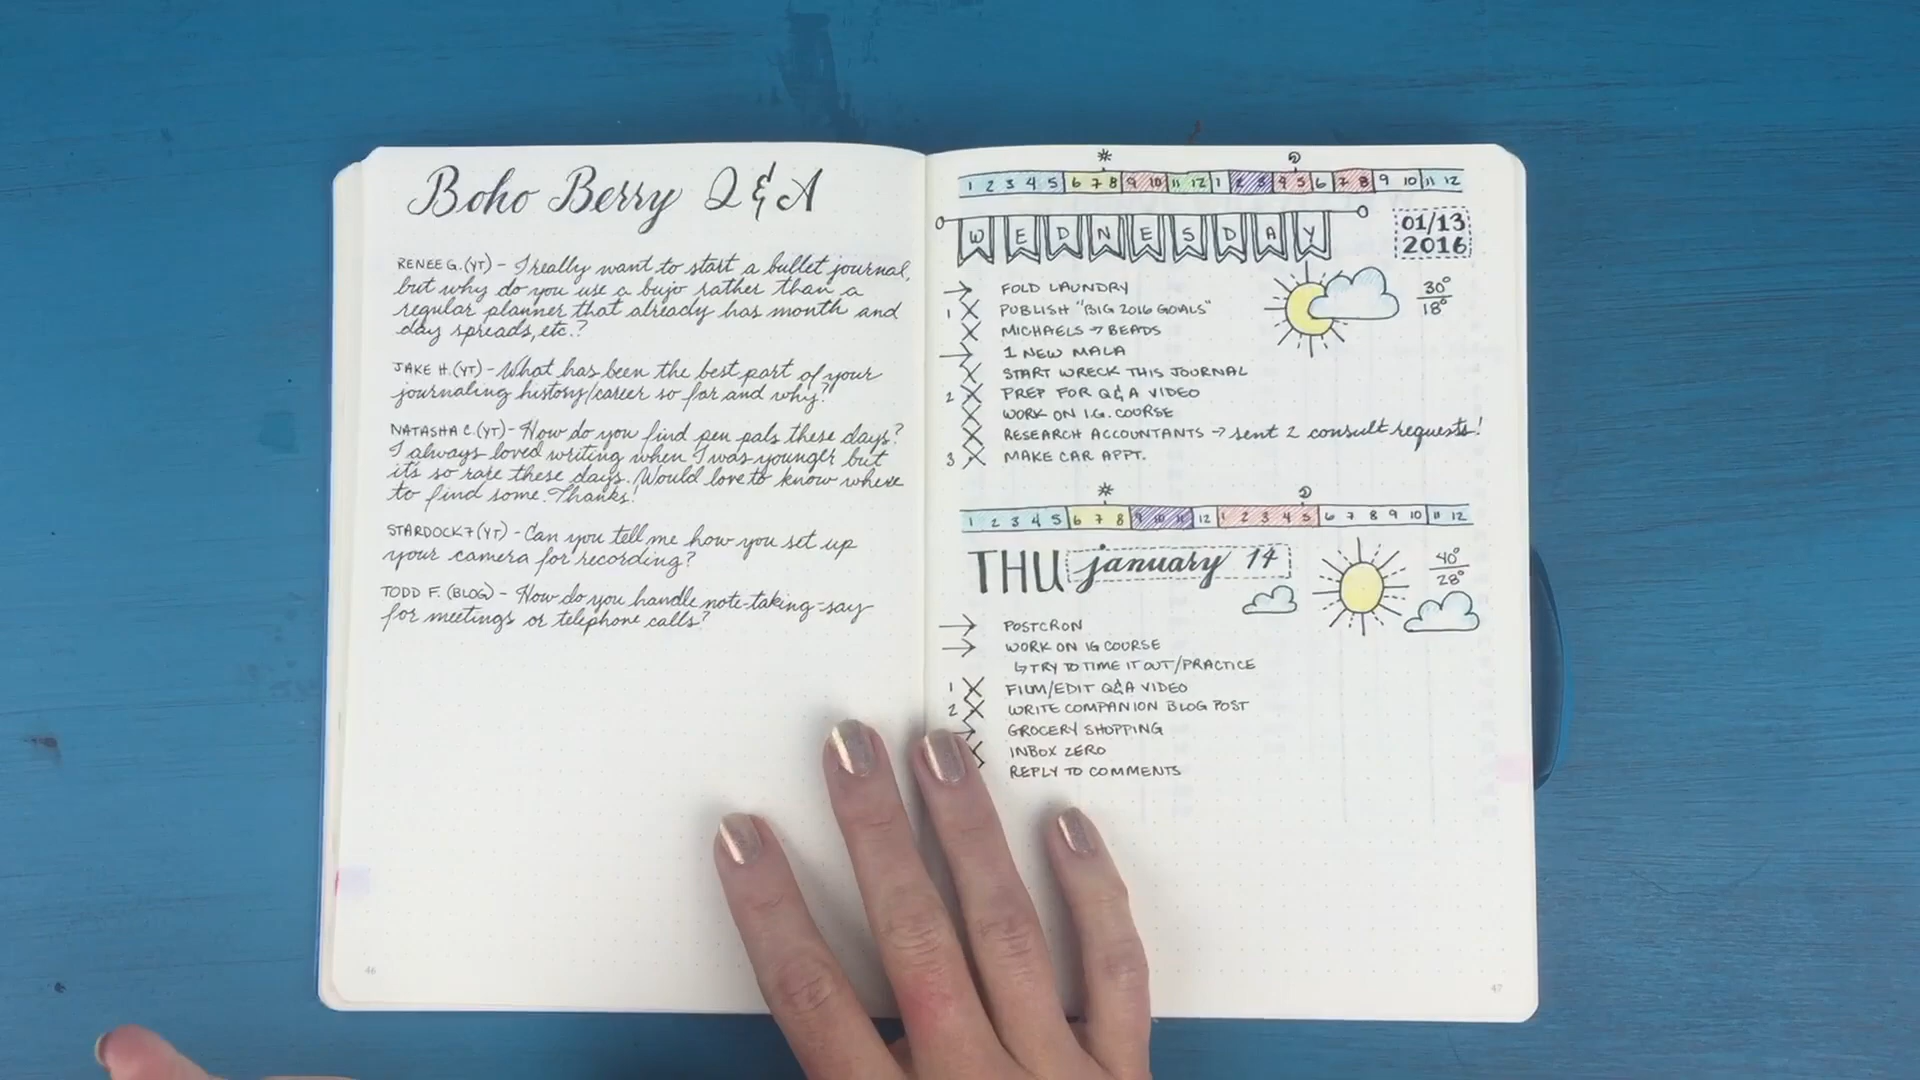 Boho Berry Q & A
RENEE G. (YT) - I really want to start a bullet journal,
but why do you use a bujo rather than a
regular planner that already has month and
day spreads, etc.?
JAKE H. (YT) - What has been the best part of your
journaling history/career so far and why?!
NATASHA C. (YT) - How do you find pen pals these days?
I always loved writing when I was younger but
it's so rare these days. Would love to know where
to find some. Thanks!
STARDOCK7 (YT) - Can you tell me how you set up
your camera for recording?
TODD F. (BLOG) - How do you handle note-taking - say
for meetings or telephone calls?
46
1 2 3 4 5 6 7 8 9 10 11 12 1 2 3 4 5 6 7 8 9 10 11 12
WEDNESDAY
01/13
2016
30°
18°
→ FOLD LAUNDRY
1 X PUBLISH "BIG 2016 GOALS"
X MICHAELS → BEADS
→ 1 NEW MALA
X START WRECK THIS JOURNAL
2 X PREP FOR Q&A VIDEO
X WORK ON I.G. COURSE
X RESEARCH ACCOUNTANTS → sent 2 consult requests!
3 X MAKE CAR APPT.
1 2 3 4 5 6 7 8 9 10 11 12 1 2 3 4 5 6 7 8 9 10 11 12
THU january 14
40°
28°
→ POSTCRON
→ WORK ON IG COURSE
↳ TRY TO TIME IT OUT/PRACTICE
1 X FILM/EDIT Q&A VIDEO
2 X WRITE COMPANION BLOG POST
→ GROCERY SHOPPING
X INBOX ZERO
REPLY TO COMMENTS
47